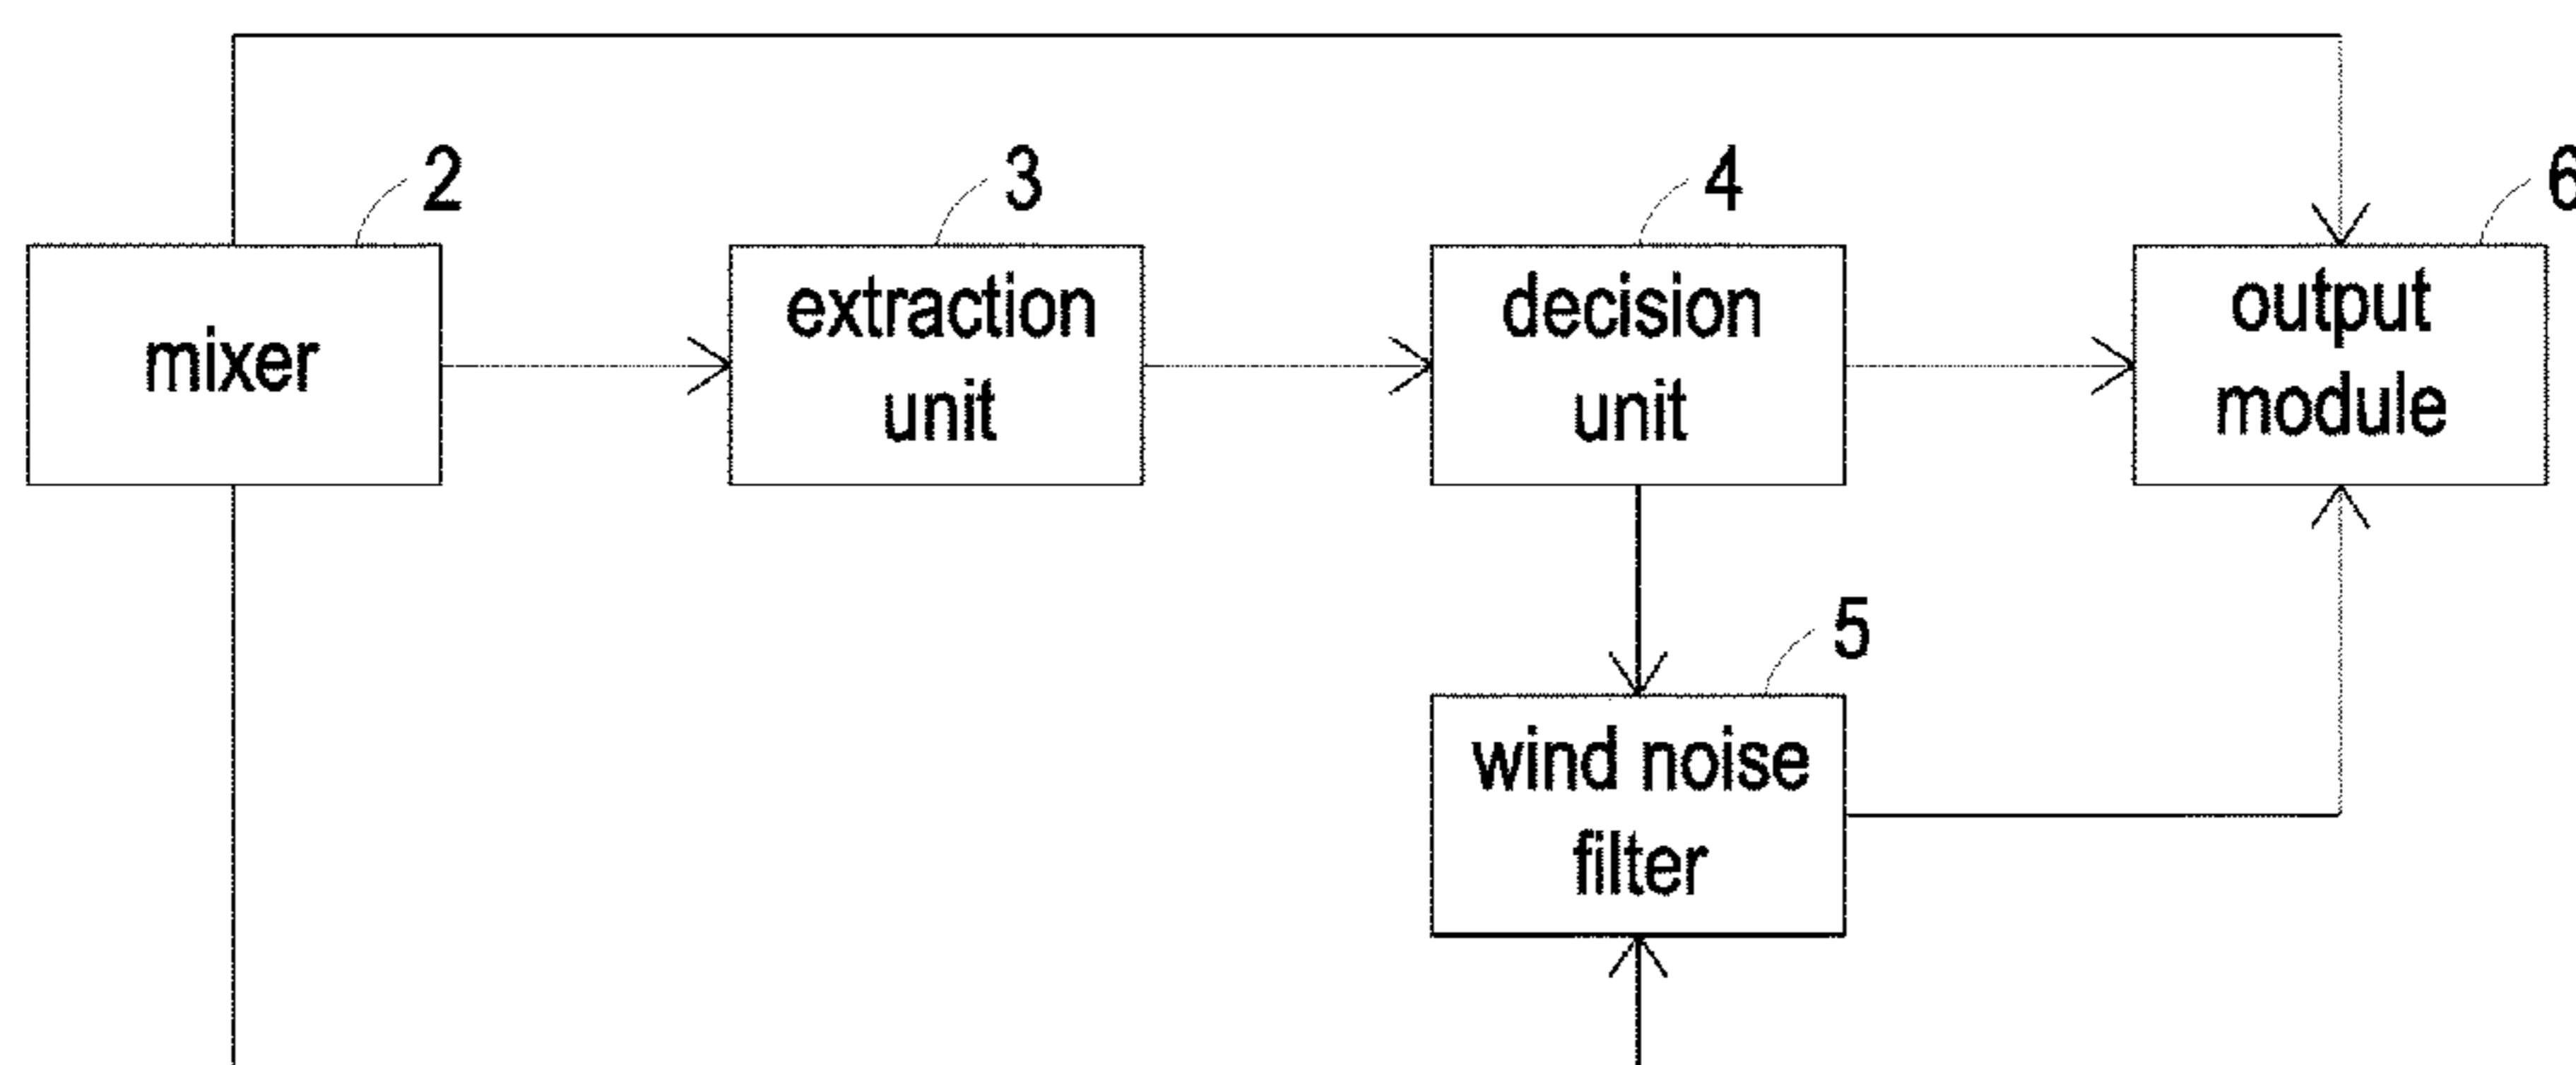 2
3
4
6
mixer
extraction
unit
decision
unit
output
module
5
wind noise
filter